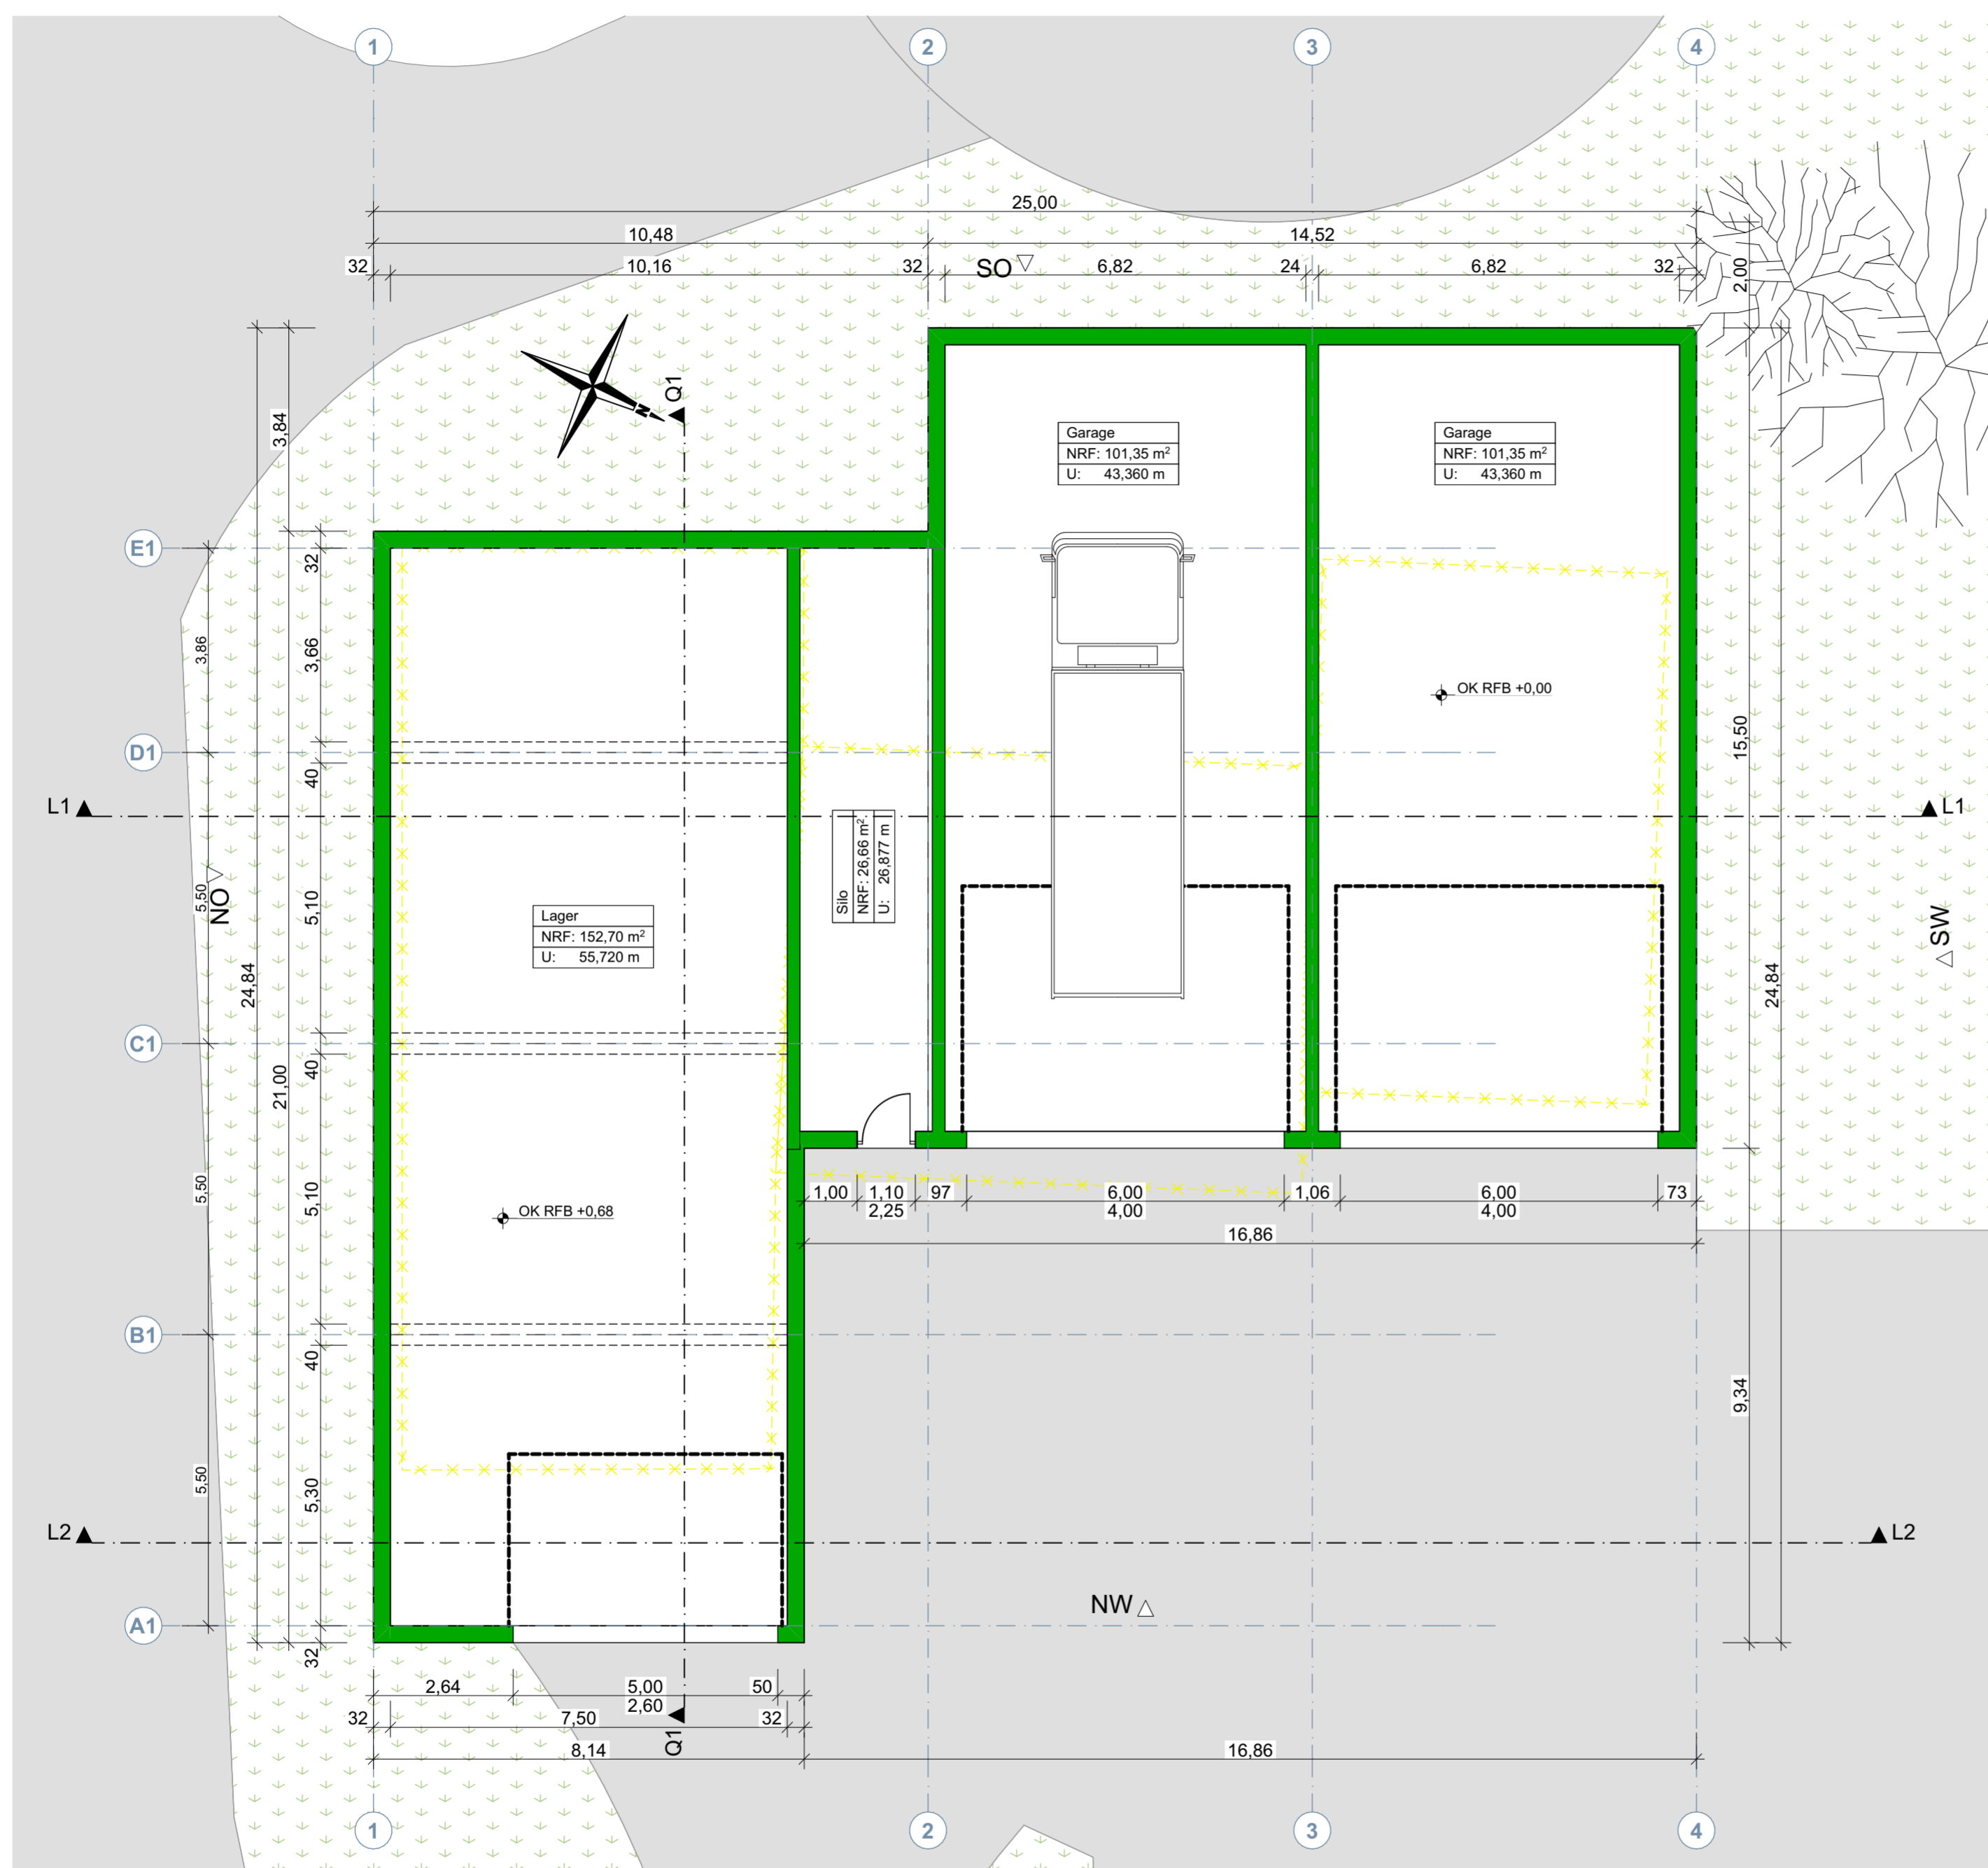 1 2 3 4
25,00
10,48 14,52
32 10,16 32 SO 6,82 24 6,82 32
2,00
3,84
N
Q1
Garage
NRF: 101,35 m²
U: 43,360 m
Garage
NRF: 101,35 m²
U: 43,360 m
E1
32
3,86
3,66
OK RFB +0,00
15,50
D1
40
L1 L1
Silo
NRF: 26,66 m²
U: 26,877 m
5,50
NO
5,10
Lager
NRF: 152,70 m²
U: 55,720 m
SW
24,84
24,84
C1
40
21,00
5,50
5,10
OK RFB +0,68
1,00 1,10 97 6,00 1,06 6,00 73
2,25 4,00 4,00
16,86
B1
40
9,34
5,50
5,30
L2 L2
NW
A1
32
2,64 5,00 50
2,60
32 7,50 32
Q1
8,14 16,86
1 2 3 4